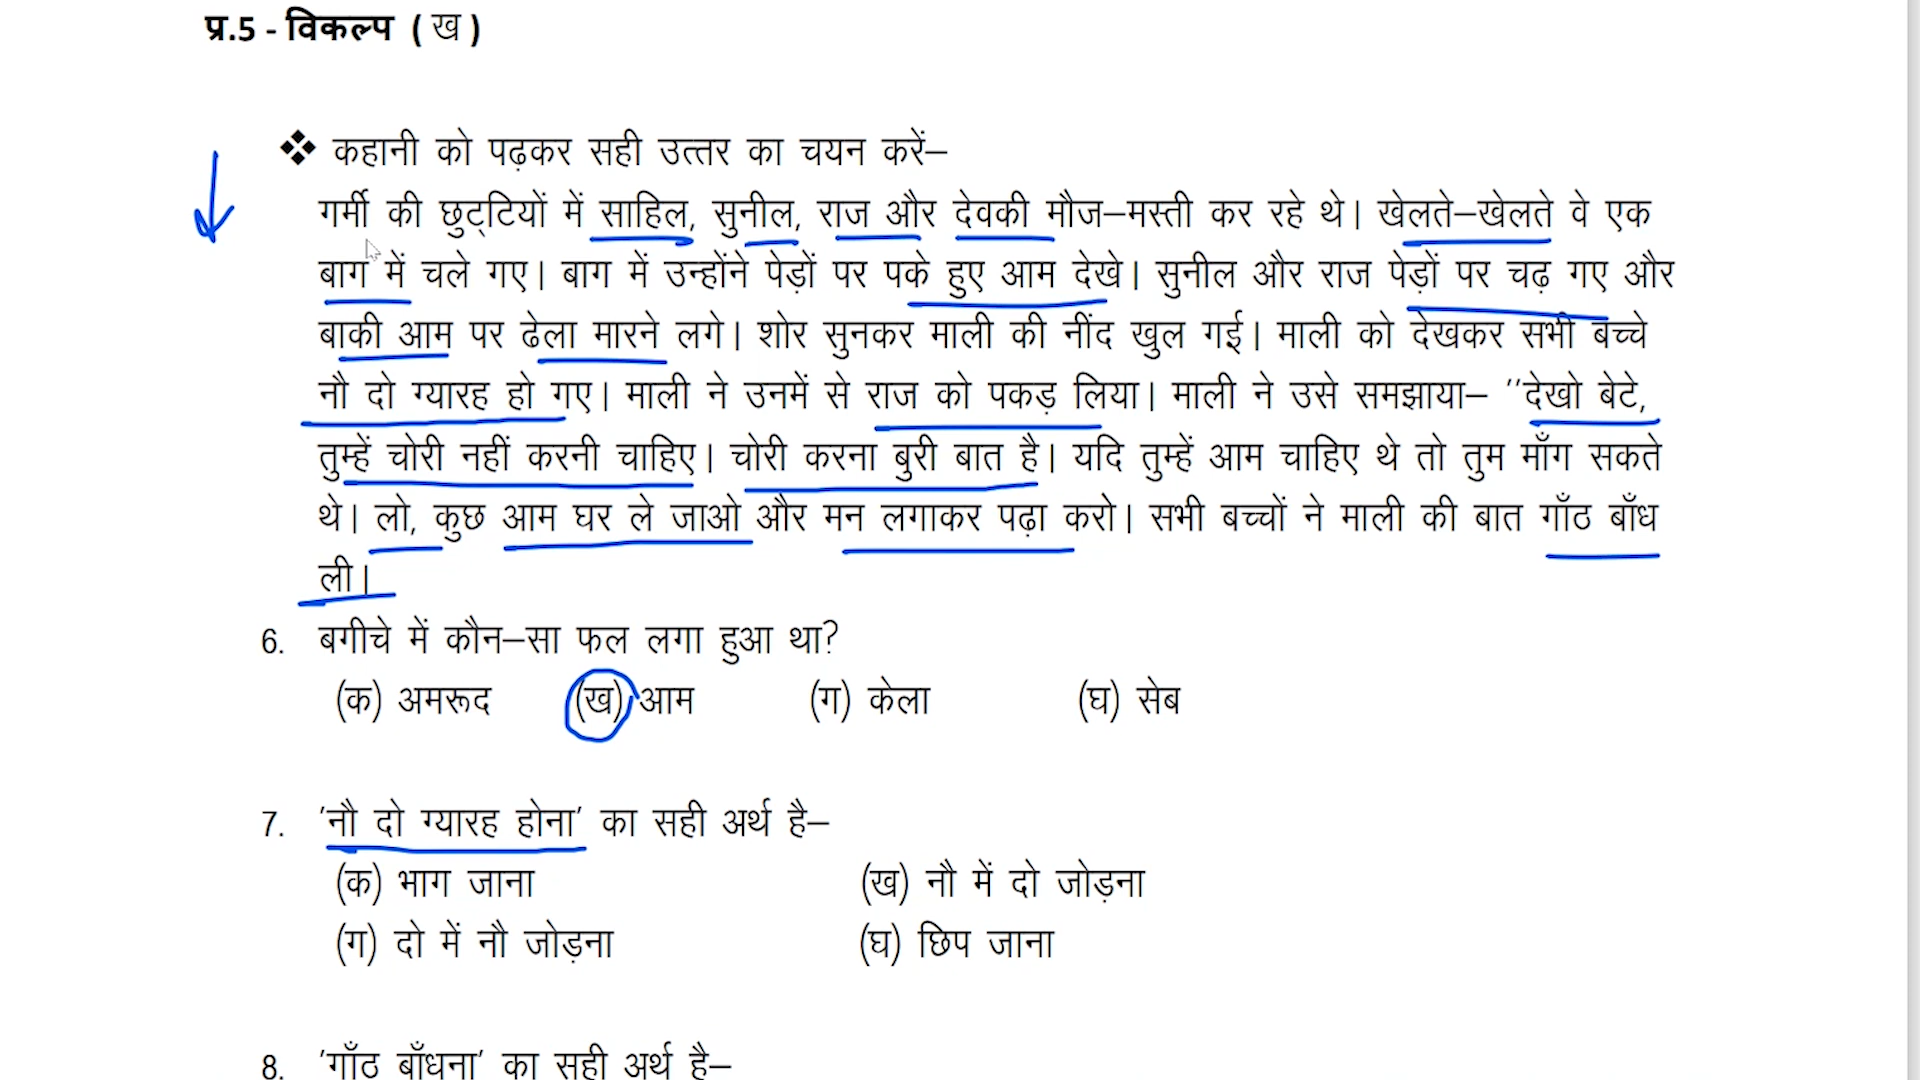 प्र.5 - विकल्प ( ख )
❖ कहानी को पढ़कर सही उत्तर का चयन करें–
गर्मी की छुट्टियों में साहिल, सुनील, राज और देवकी मौज–मस्ती कर रहे थे। खेलते–खेलते वे एक
बाग में चले गए। बाग में उन्होंने पेड़ों पर पके हुए आम देखे। सुनील और राज पेड़ों पर चढ़ गए और
बाकी आम पर ढेला मारने लगे। शोर सुनकर माली की नींद खुल गई। माली को देखकर सभी बच्चे
नौ दो ग्यारह हो गए। माली ने उनमें से राज को पकड़ लिया। माली ने उसे समझाया– ''देखो बेटे,
तुम्हें चोरी नहीं करनी चाहिए। चोरी करना बुरी बात है। यदि तुम्हें आम चाहिए थे तो तुम माँग सकते
थे। लो, कुछ आम घर ले जाओ और मन लगाकर पढ़ा करो। सभी बच्चों ने माली की बात गाँठ बाँध
ली।
6. बगीचे में कौन–सा फल लगा हुआ था?
(क) अमरूद (ख) आम (ग) केला (घ) सेब
7. 'नौ दो ग्यारह होना' का सही अर्थ है–
(क) भाग जाना (ख) नौ में दो जोड़ना
(ग) दो में नौ जोड़ना (घ) छिप जाना
8. 'गाँठ बाँधना' का सही अर्थ है–